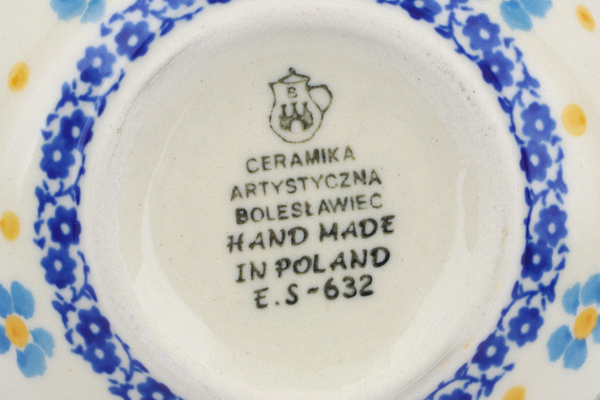 B
CERAMIKA
ARTYSTYCZNA
BOLESŁAWIEC
HAND MADE
IN POLAND
E.S-632